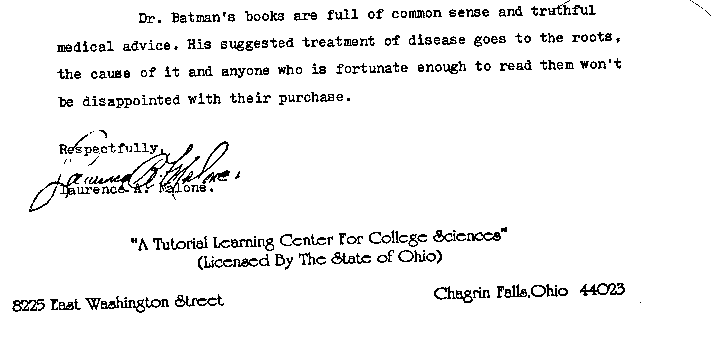 Dr. Batman's books are full of common sense and truthful
medical advice. His suggested treatment of disease goes to the roots,
the cause of it and anyone who is fortunate enough to read them won't
be disappointed with their purchase.
Respectfully,
Laurence A. Malone.
"A Tutorial Learning Center For College Sciences"
(Licensed By The State of Ohio)
8225 East Washington Street
Chagrin Falls,Ohio 44023